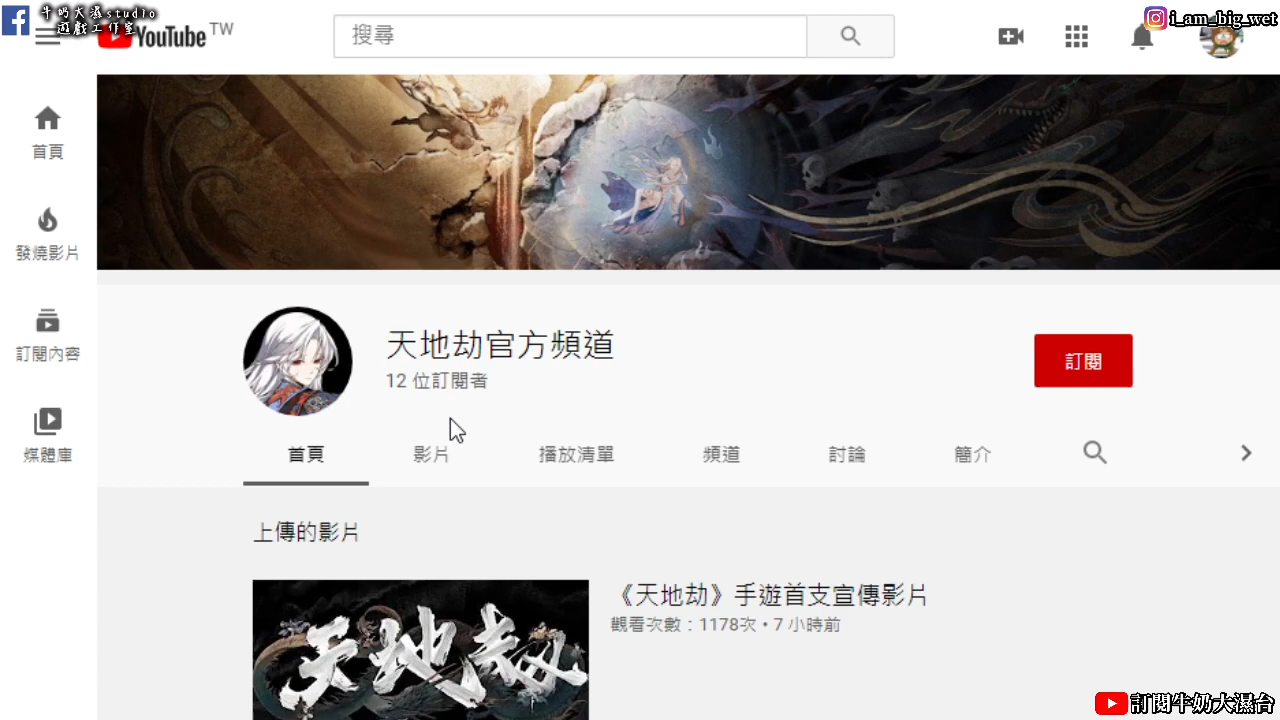 牛奶大濕studio
遊戲工作室
YouTube TW
搜尋
i_am_big_wet
首頁
發燒影片
訂閱內容
媒體庫
天地劫官方頻道
12 位訂閱者
訂閱
首頁 影片 播放清單 頻道 討論 簡介
上傳的影片
天地劫
《天地劫》手遊首支宣傳影片
觀看次數：1178次 • 7 小時前
訂閱牛奶大濕台